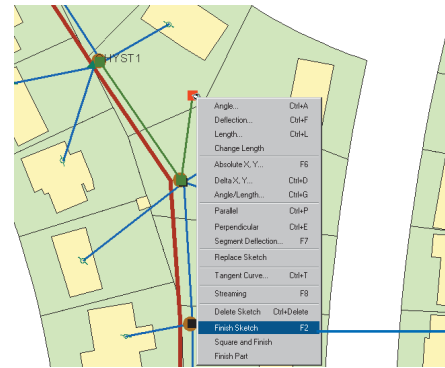 HYST1
Angle... Ctrl+A
Deflection... Ctrl+F
Length... Ctrl+L
Change Length
Absolute X, Y... F6
Delta X, Y... Ctrl+D
Angle/Length... Ctrl+G
Parallel Ctrl+P
Perpendicular Ctrl+E
Segment Deflection... F7
Replace Sketch
Tangent Curve... Ctrl+T
Streaming F8
Delete Sketch Ctrl+Delete
Finish Sketch F2
Square and Finish
Finish Part